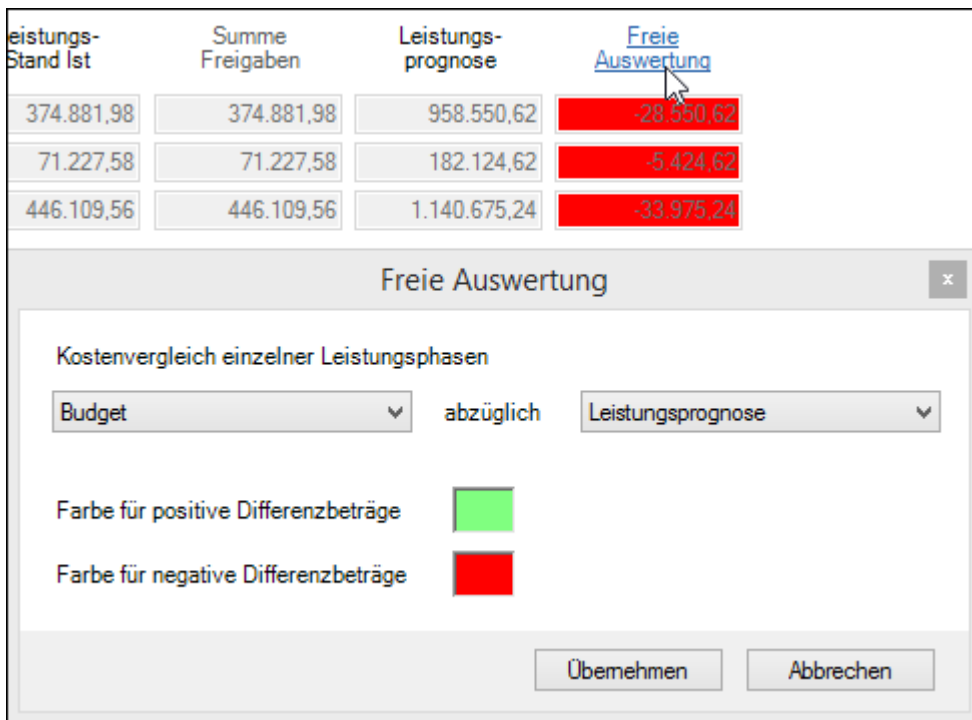 eistungs- Summe Leistungs- Freie
Stand Ist Freigaben prognose Auswertung
374.881,98 374.881,98 958.550,62 -28.550,62
71.227,58 71.227,58 182.124,62 -5.424,62
446.109,56 446.109,56 1.140.675,24 -33.975,24
Freie Auswertung x
Kostenvergleich einzelner Leistungsphasen
Budget abzüglich Leistungsprognose
Farbe für positive Differenzbeträge
Farbe für negative Differenzbeträge
Übernehmen Abbrechen